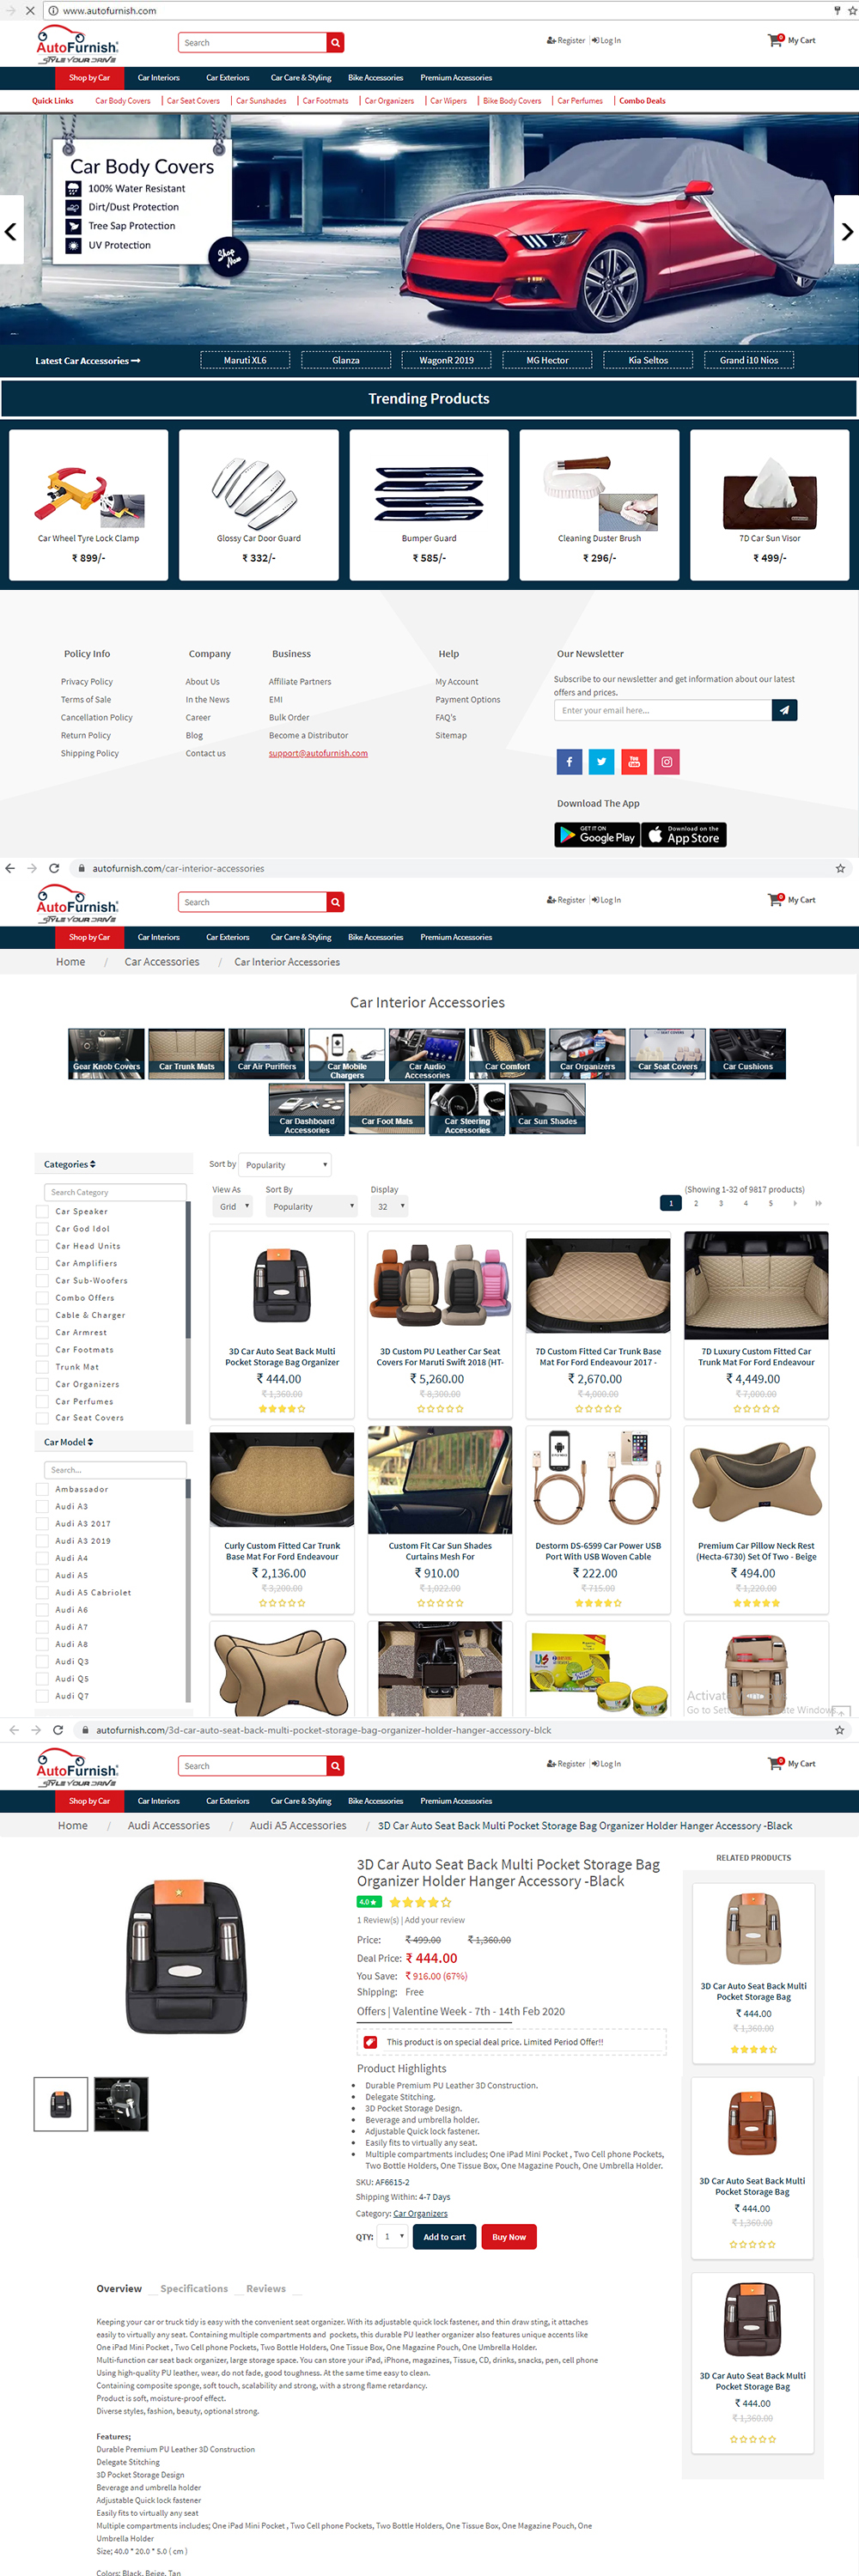 www.autofurnish.com
AutoFurnish
STYLE YOUR DRIVE
Search
Register
Log In
0
My Cart
Shop by Car
Car Interiors
Car Exteriors
Car Care & Styling
Bike Accessories
Premium Accessories
Quick Links
Car Body Covers
Car Seat Covers
Car Sunshades
Car Footmats
Car Organizers
Car Wipers
Bike Body Covers
Car Perfumes
Combo Deals
Car Body Covers
100% Water Resistant
Dirt/Dust Protection
Tree Sap Protection
UV Protection
Shop Now
Latest Car Accessories
Maruti XL6
Glanza
WagonR 2019
MG Hector
Kia Seltos
Grand i10 Nios
Trending Products
Car Wheel Tyre Lock Clamp
₹ 899/-
Glossy Car Door Guard
₹ 332/-
Bumper Guard
₹ 585/-
Cleaning Duster Brush
₹ 296/-
7D Car Sun Visor
₹ 499/-
Policy Info
Privacy Policy
Terms of Sale
Cancellation Policy
Return Policy
Shipping Policy
Company
About Us
In the News
Career
Blog
Contact us
Business
Affiliate Partners
EMI
Bulk Order
Become a Distributor
support@autofurnish.com
Help
My Account
Payment Options
FAQ's
Sitemap
Our Newsletter
Subscribe to our newsletter and get information about our latest
offers and prices.
Enter your email here...
You Tube
Download The App
GET IT ON
Google Play
Download on the
App Store
autofurnish.com/car-interior-accessories
AutoFurnish
STYLE YOUR DRIVE
Search
Register
Log In
0
My Cart
Shop by Car
Car Interiors
Car Exteriors
Car Care & Styling
Bike Accessories
Premium Accessories
Home / Car Accessories / Car Interior Accessories
Car Interior Accessories
Gear Knob Covers
Car Trunk Mats
Car Air Purifiers
Car Mobile
Chargers
Car Audio
Accessories
Car Comfort
Car Organizers
Car Seat Covers
Car Cushions
Car Dashboard
Accessories
Car Foot Mats
Car Steering
Accessories
Car Sun Shades
Categories
Search Category
Car Speaker
Car God Idol
Car Head Units
Car Amplifiers
Car Sub-Woofers
Combo Offers
Cable & Charger
Car Armrest
Car Footmats
Trunk Mat
Car Organizers
Car Perfumes
Car Seat Covers
Car Model
Search...
Ambassador
Audi A3
Audi A3 2017
Audi A3 2019
Audi A4
Audi A5
Audi A5 Cabriolet
Audi A6
Audi A7
Audi A8
Audi Q3
Audi Q5
Audi Q7
Sort by
Popularity
View As
Grid
Sort By
Popularity
Display
32
(Showing 1-32 of 9817 products)
1 2 3 4 5
3D Car Auto Seat Back Multi
Pocket Storage Bag Organizer
₹ 444.00
₹ 1,360.00
3D Custom PU Leather Car Seat
Covers For Maruti Swift 2018 (HT-
₹ 5,260.00
₹ 8,300.00
7D Custom Fitted Car Trunk Base
Mat For Ford Endeavour 2017 -
₹ 2,670.00
₹ 4,000.00
7D Luxury Custom Fitted Car
Trunk Mat For Ford Endeavour
₹ 4,449.00
₹ 7,000.00
Curly Custom Fitted Car Trunk
Base Mat For Ford Endeavour
₹ 2,136.00
₹ 3,200.00
Custom Fit Car Sun Shades
Curtains Mesh For
₹ 910.00
₹ 1,022.00
Destorm DS-6599 Car Power USB
Port With USB Woven Cable
₹ 222.00
₹ 715.00
Premium Car Pillow Neck Rest
(Hecta-6730) Set Of Two - Beige
₹ 494.00
₹ 1,220.00
autofurnish.com/3d-car-auto-seat-back-multi-pocket-storage-bag-organizer-holder-hanger-accessory-blck
AutoFurnish
STYLE YOUR DRIVE
Search
Register
Log In
0
My Cart
Shop by Car
Car Interiors
Car Exteriors
Car Care & Styling
Bike Accessories
Premium Accessories
Home / Audi Accessories / Audi A5 Accessories / 3D Car Auto Seat Back Multi Pocket Storage Bag Organizer Holder Hanger Accessory -Black
3D Car Auto Seat Back Multi Pocket Storage Bag
Organizer Holder Hanger Accessory -Black
4.0
1 Review(s) | Add your review
Price: ₹ 499.00 ₹ 1,360.00
Deal Price: ₹ 444.00
You Save: ₹ 916.00 (67%)
Shipping: Free
Offers | Valentine Week - 7th - 14th Feb 2020
This product is on special deal price. Limited Period Offer!!
Product Highlights
Durable Premium PU Leather 3D Construction.
Delegate Stitching.
3D Pocket Storage Design.
Beverage and umbrella holder.
Adjustable Quick lock fastener.
Easily fits to virtually any seat.
Multiple compartments includes; One iPad Mini Pocket , Two Cell phone Pockets,
Two Bottle Holders, One Tissue Box, One Magazine Pouch, One Umbrella Holder.
SKU: AF6615-2
Shipping Within: 4-7 Days
Category: Car Organizers
QTY: 1
Add to cart
Buy Now
RELATED PRODUCTS
3D Car Auto Seat Back Multi
Pocket Storage Bag
₹ 444.00
₹ 1,360.00
3D Car Auto Seat Back Multi
Pocket Storage Bag
₹ 444.00
₹ 1,360.00
3D Car Auto Seat Back Multi
Pocket Storage Bag
₹ 444.00
₹ 1,360.00
Overview
Specifications
Reviews
Keeping your car or truck tidy is easy with the convenient seat organizer. With its adjustable quick lock fastener, and thin draw sting, it attaches
easily to virtually any seat. Containing multiple compartments and pockets, this durable PU leather organizer also features unique accents like
One iPad Mini Pocket , Two Cell phone Pockets, Two Bottle Holders, One Tissue Box, One Magazine Pouch, One Umbrella Holder.
Multi-function car seat back organizer, large storage space. You can store your iPad, iPhone, magazines, Tissue, CD, drinks, snacks, pen, cell phone
Using high-quality PU leather, wear, do not fade, good toughness. At the same time easy to clean.
Containing composite sponge, soft touch, scalability and strong, with a strong flame retardancy.
Product is soft, moisture-proof effect.
Diverse styles, fashion, beauty, optional strong.
Features;
Durable Premium PU Leather 3D Construction
Delegate Stitching
3D Pocket Storage Design
Beverage and umbrella holder
Adjustable Quick lock fastener
Easily fits to virtually any seat
Multiple compartments includes; One iPad Mini Pocket , Two Cell phone Pockets, Two Bottle Holders, One Tissue Box, One Magazine Pouch, One
Umbrella Holder
Size; 40.0 * 20.0 * 5.0 ( cm )
Colors: Black, Beige, Tan